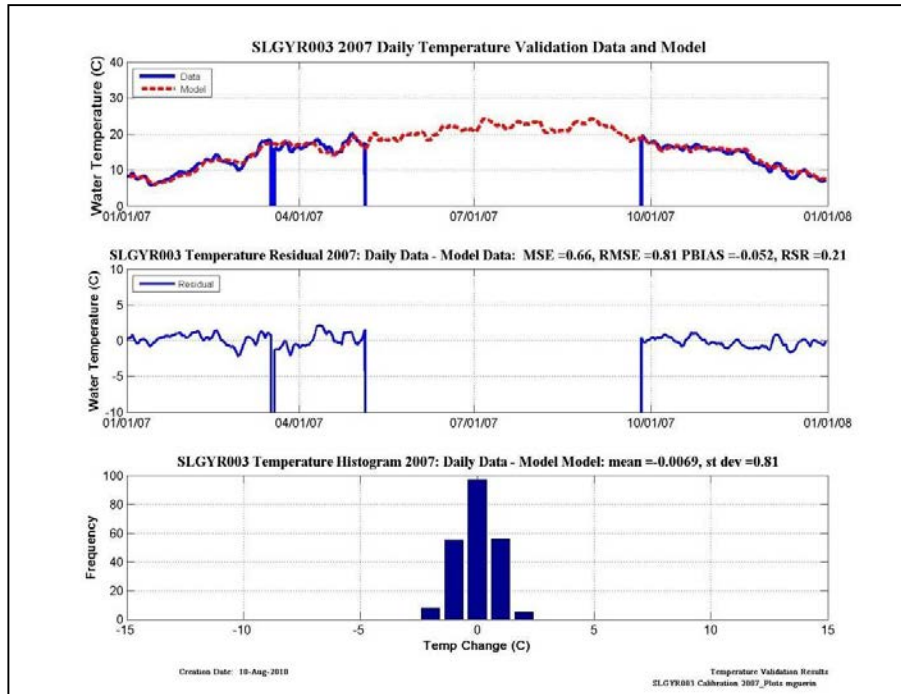 SLGYR003 2007 Daily Temperature Validation Data and Model
40
30
20
10
0
Water Temperature (C)
Data
Model
01/01/07 04/01/07 07/01/07 10/01/07 01/01/08
SLGYR003 Temperature Residual 2007: Daily Data - Model Data: MSE =0.66, RMSE =0.81 PBIAS =-0.052, RSR =0.21
10
5
0
-5
-10
Water Temperature (C)
Residual
01/01/07 04/01/07 07/01/07 10/01/07 01/01/08
SLGYR003 Temperature Histogram 2007: Daily Data - Model Model: mean =-0.0069, st dev =0.81
100
80
60
40
20
0
Frequency
-15 -10 -5 0 5 10 15
Temp Change (C)
Creation Date: 10-Aug-2010
Temperature Validation Results
SLGYR003 Calibration 2007_Plots mguerin